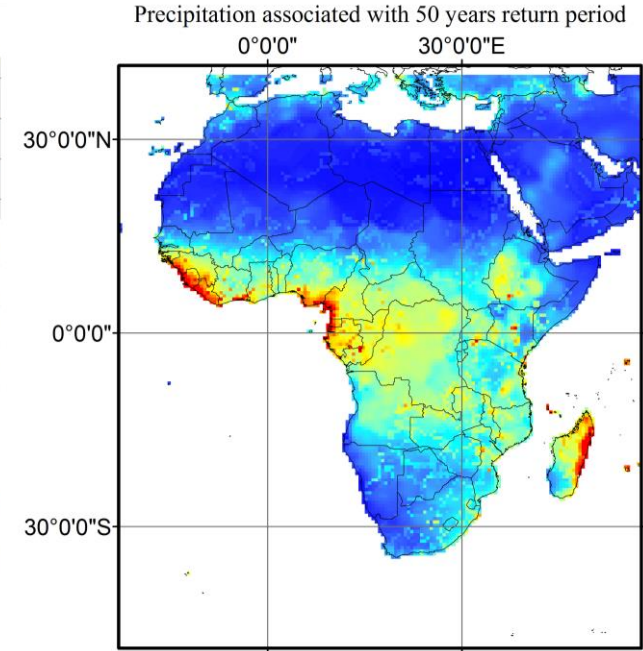 Precipitation associated with 50 years return period
0°0'0" 30°0'0"E
30°0'0"N
0°0'0"
30°0'0"S